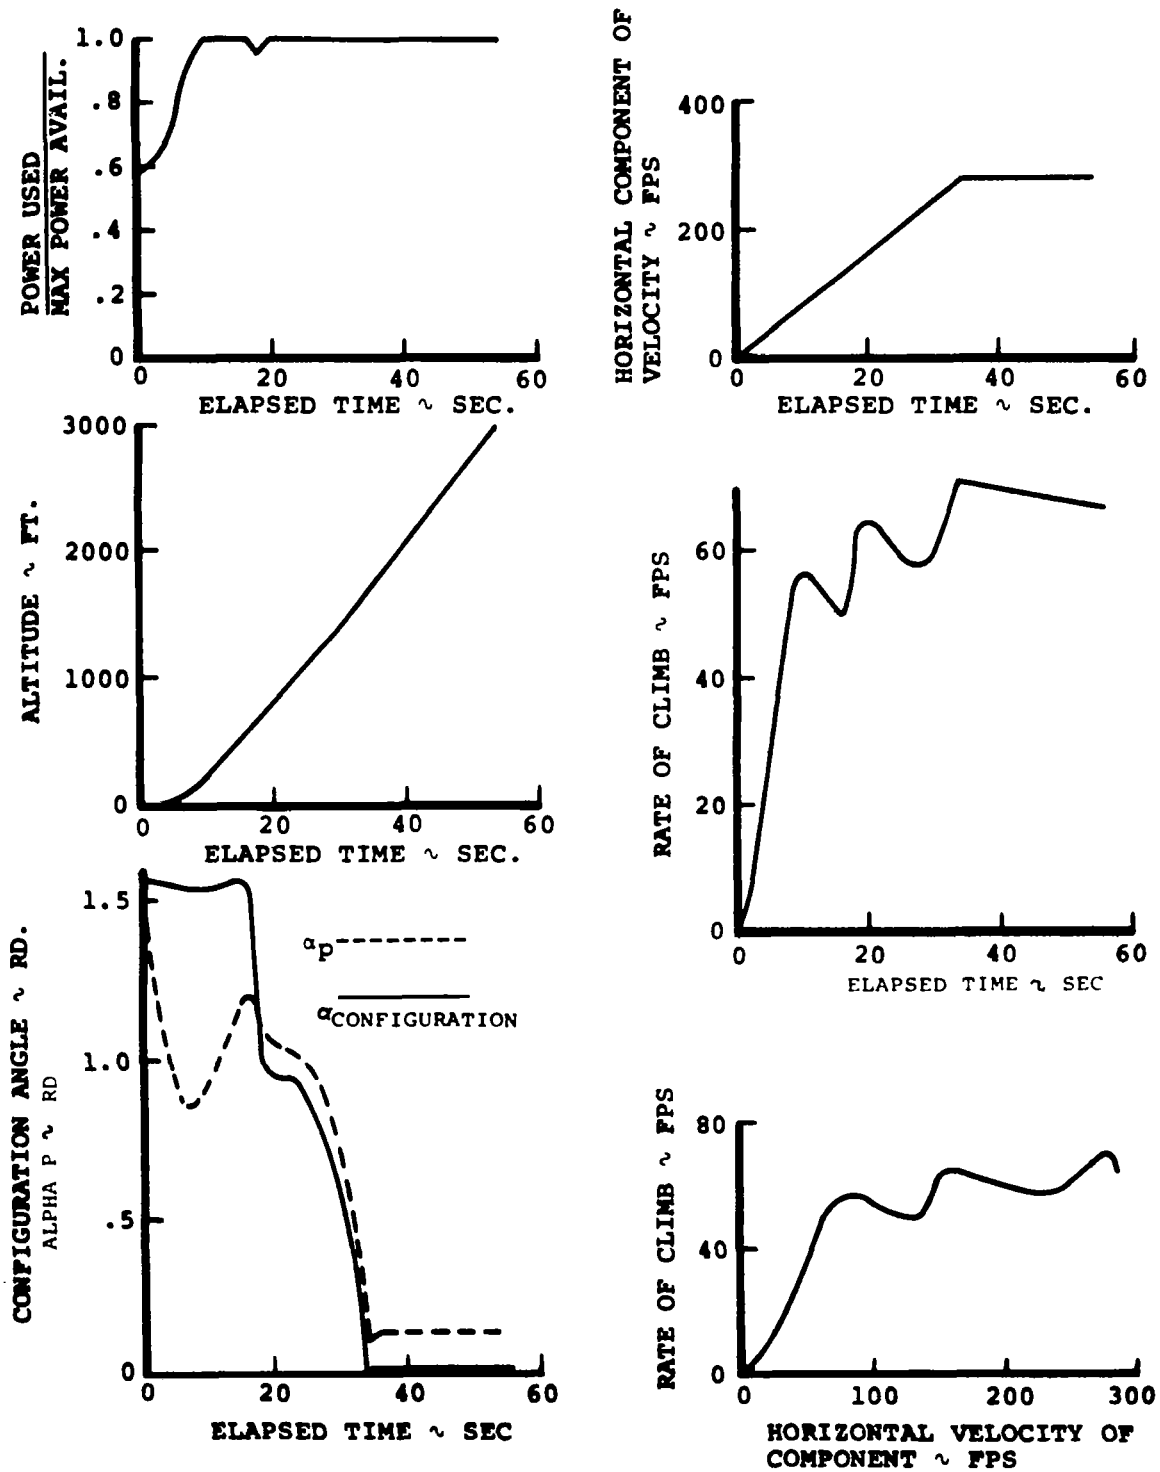 POWER USED
MAX POWER AVAIL.
1.0
.8
.6
.4
.2
0
0 20 40 60
ELAPSED TIME ~ SEC.
HORIZONTAL COMPONENT OF
VELOCITY ~ FPS
400
200
0
0 20 40 60
ELAPSED TIME ~ SEC.
ALTITUDE ~ FT.
3000
2000
1000
0
0 20 40 60
ELAPSED TIME ~ SEC.
RATE OF CLIMB ~ FPS
60
40
20
0
0 20 40 60
ELAPSED TIME ~ SEC
CONFIGURATION ANGLE ~ RD.
ALPHA P ~ RD
1.5
1.0
.5
0
αp
αCONFIGURATION
0 20 40 60
ELAPSED TIME ~ SEC
RATE OF CLIMB ~ FPS
80
40
0
0 100 200 300
HORIZONTAL VELOCITY OF
COMPONENT ~ FPS